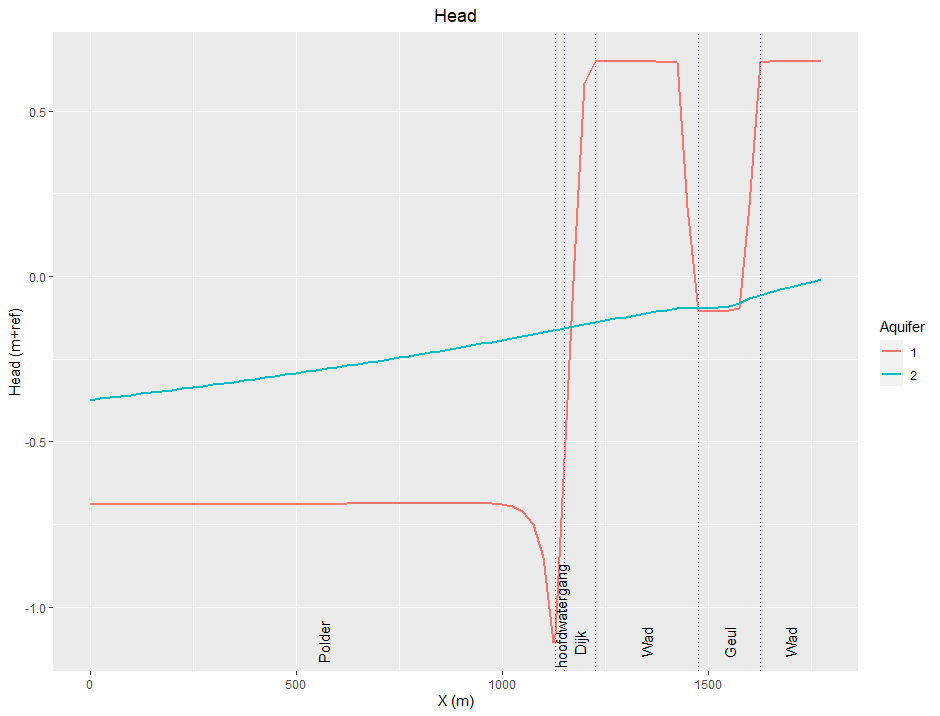 Head
Head (m+ref)
0.5
0.0
-0.5
-1.0
Polder
hoofdwatergang
Dijk
Wad
Geul
Wad
0
500
1000
1500
X (m)
Aquifer
1
2